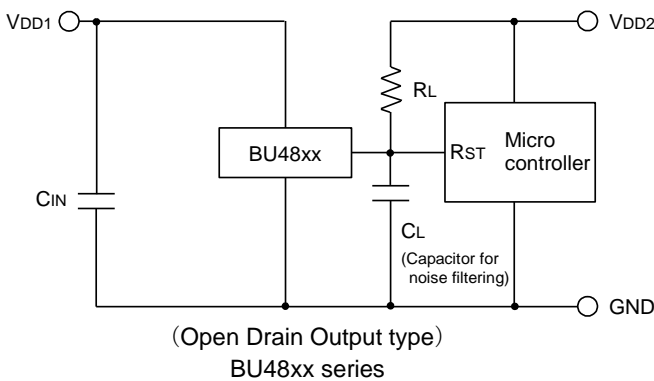 VDD1
VDD2
RL
BU48xx
RST
Micro
controller
CIN
CL
(Capacitor for
noise filtering)
GND
（Open Drain Output type）
BU48xx series